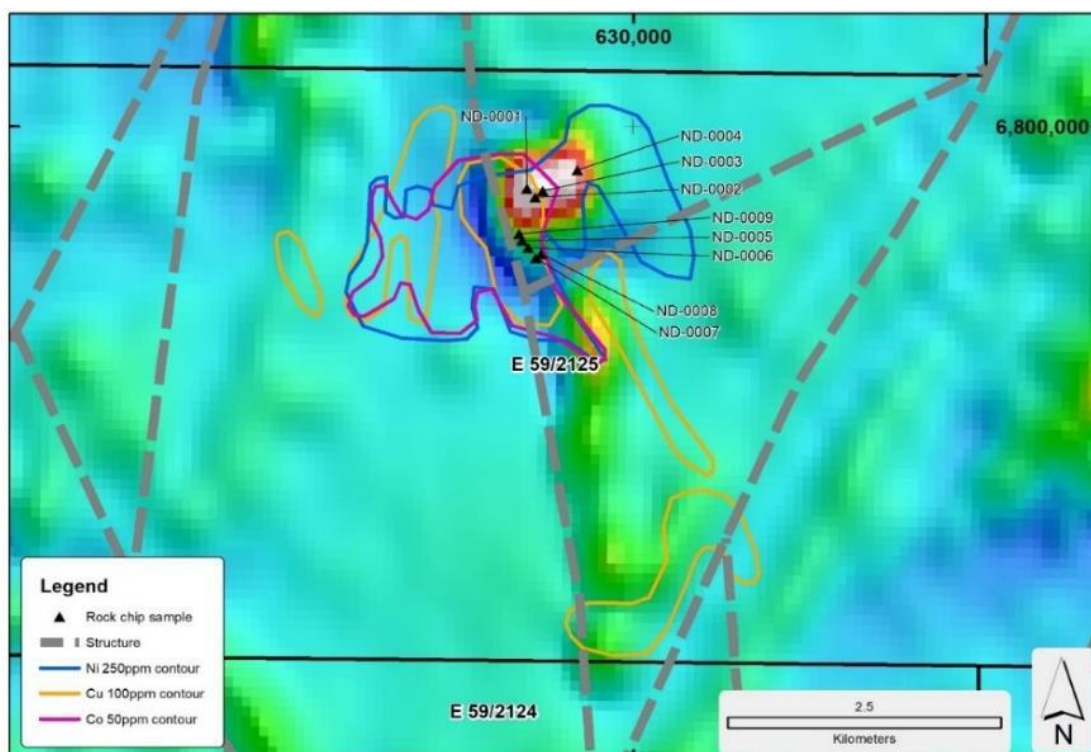 630,000
6,800,000
ND-0001
ND-0004
ND-0003
ND-0002
ND-0009
ND-0005
ND-0006
ND-0008
ND-0007
E 59/2125
Legend
Rock chip sample
Structure
Ni 250ppm contour
Cu 100ppm contour
Co 50ppm contour
E 59/2124
2.5
Kilometers
N